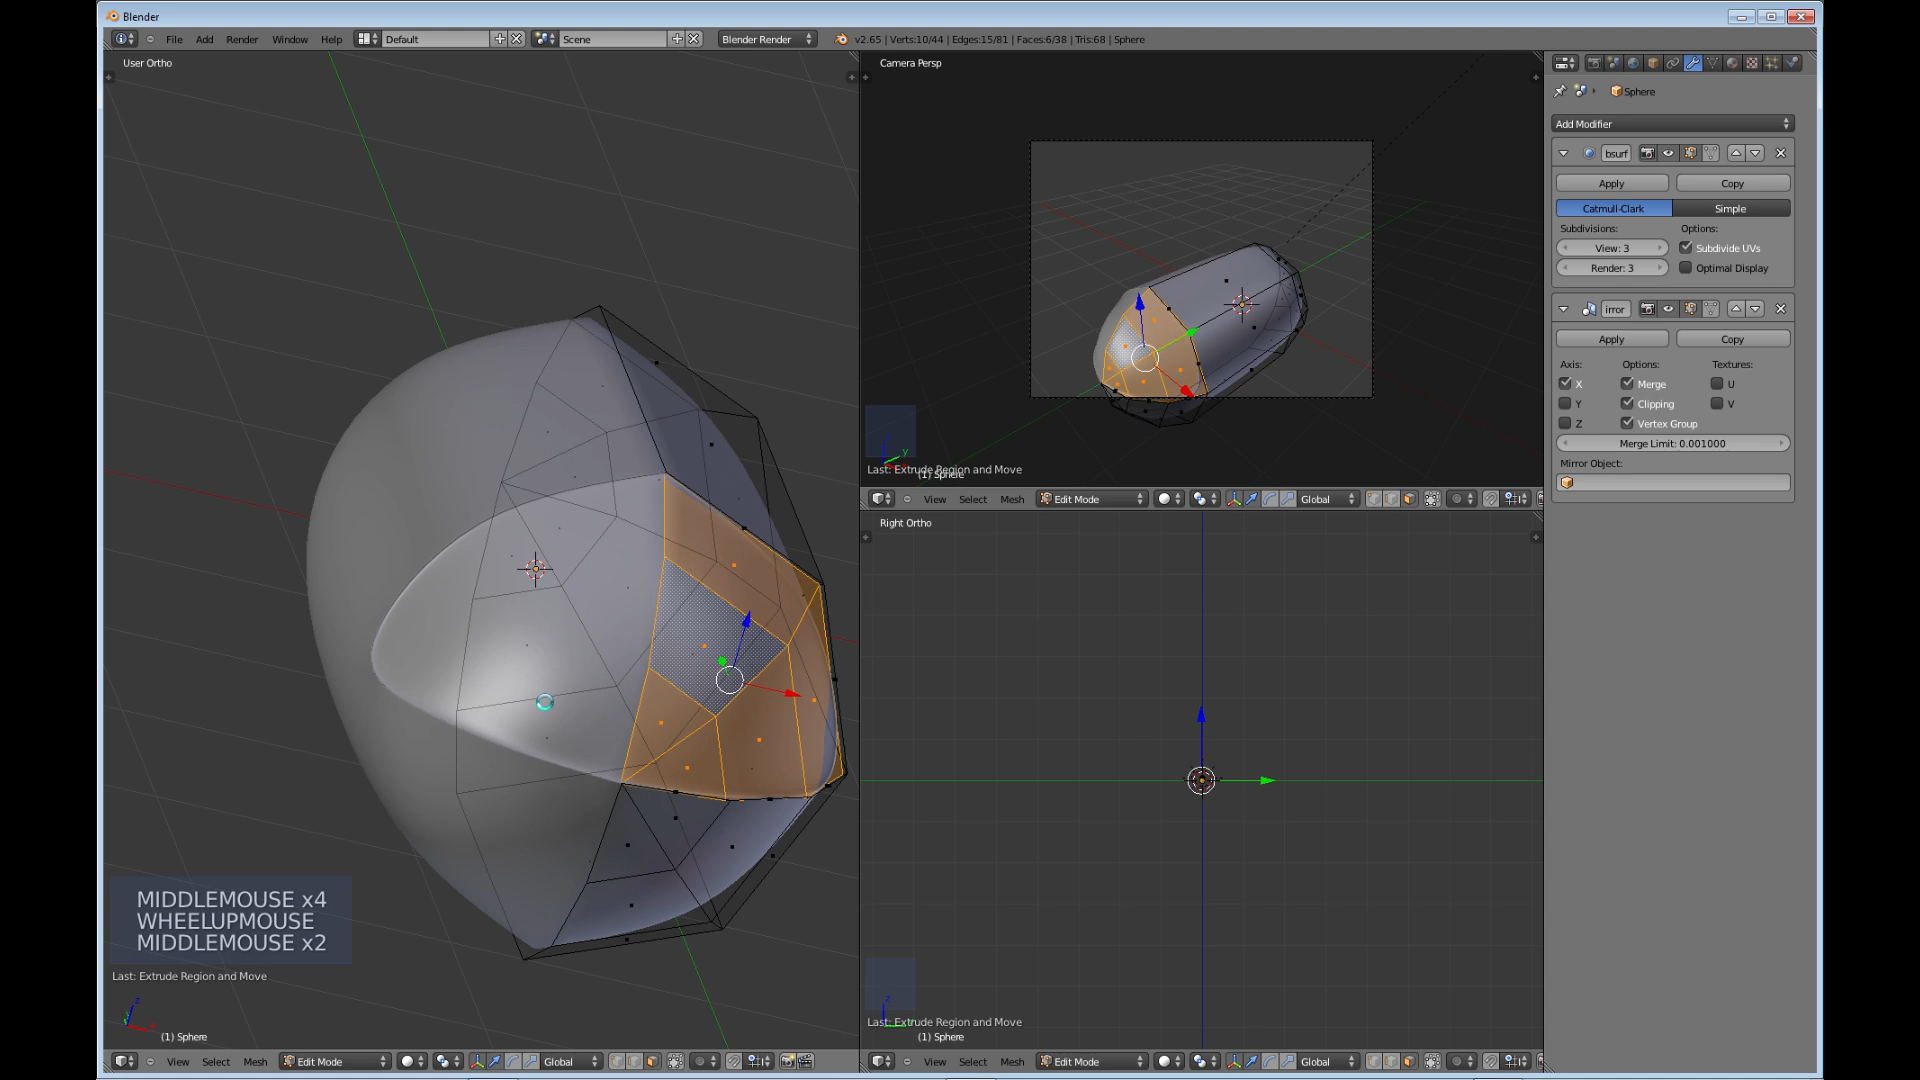 Blender
File Add Render Window Help Default Scene Blender Render v2.65 | Verts:10/44 | Edges:15/81 | Faces:6/38 | Tris:68 | Sphere
User Ortho
Camera Persp
Sphere
Add Modifier
bsurf
Apply Copy
Catmull-Clark Simple
Subdivisions: Options:
View: 3 Subdivide UVs
Render: 3 Optimal Display
irror
Apply Copy
Axis: Options: Textures:
X Merge U
Y Clipping V
Z Vertex Group
Merge Limit: 0.001000
Mirror Object:
y
Last: Extrude Region and Move
(1) Sphere
View Select Mesh Edit Mode Global
Right Ortho
MIDDLEMOUSE x4
WHEELUPMOUSE
MIDDLEMOUSE x2
Last: Extrude Region and Move
z
(1) Sphere
Last: Extrude Region and Move
(1) Sphere
View Select Mesh Edit Mode Global
View Select Mesh Edit Mode Global